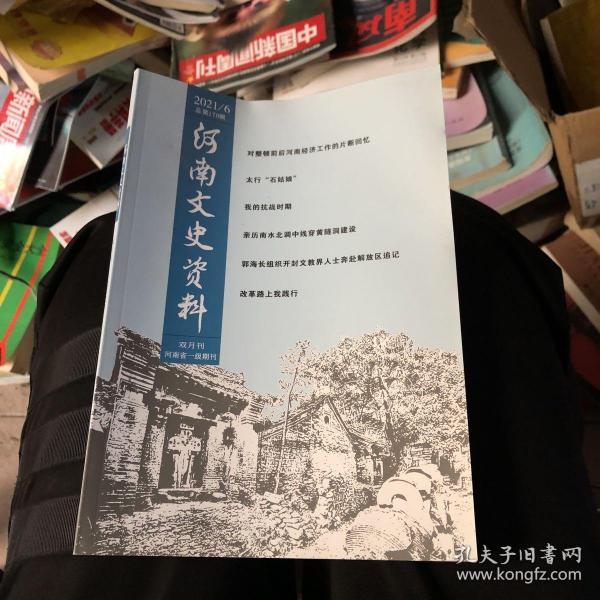 中国新闻周刊
2021/6
总第170期
河南文史资料
双月刊
河南省一级期刊
对整顿前后河南经济工作的片断回忆
太行“石姑娘”
我的抗战时期
亲历南水北调中线穿黄隧洞建设
郭海长组织开封文教界人士奔赴解放区追记
改革路上我践行
孔夫子旧书网
www.kongfz.com